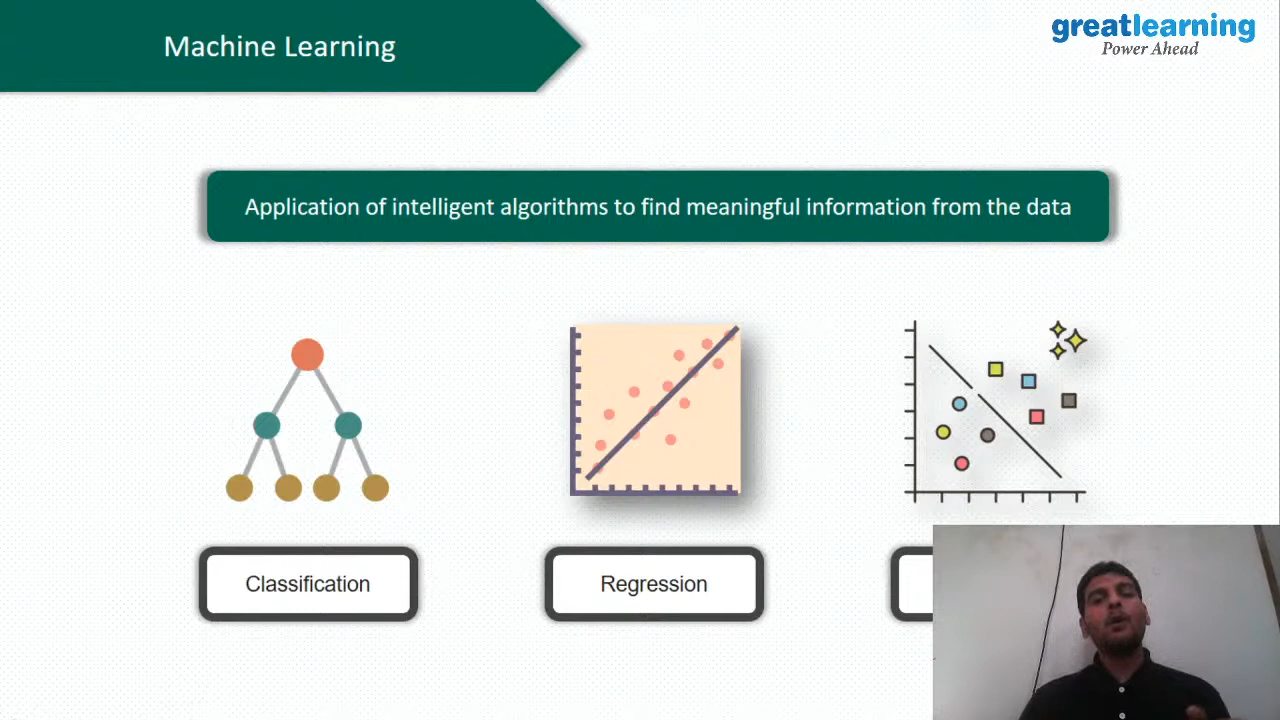 Machine Learning
greatlearning
Power Ahead
Application of intelligent algorithms to find meaningful information from the data
Classification
Regression